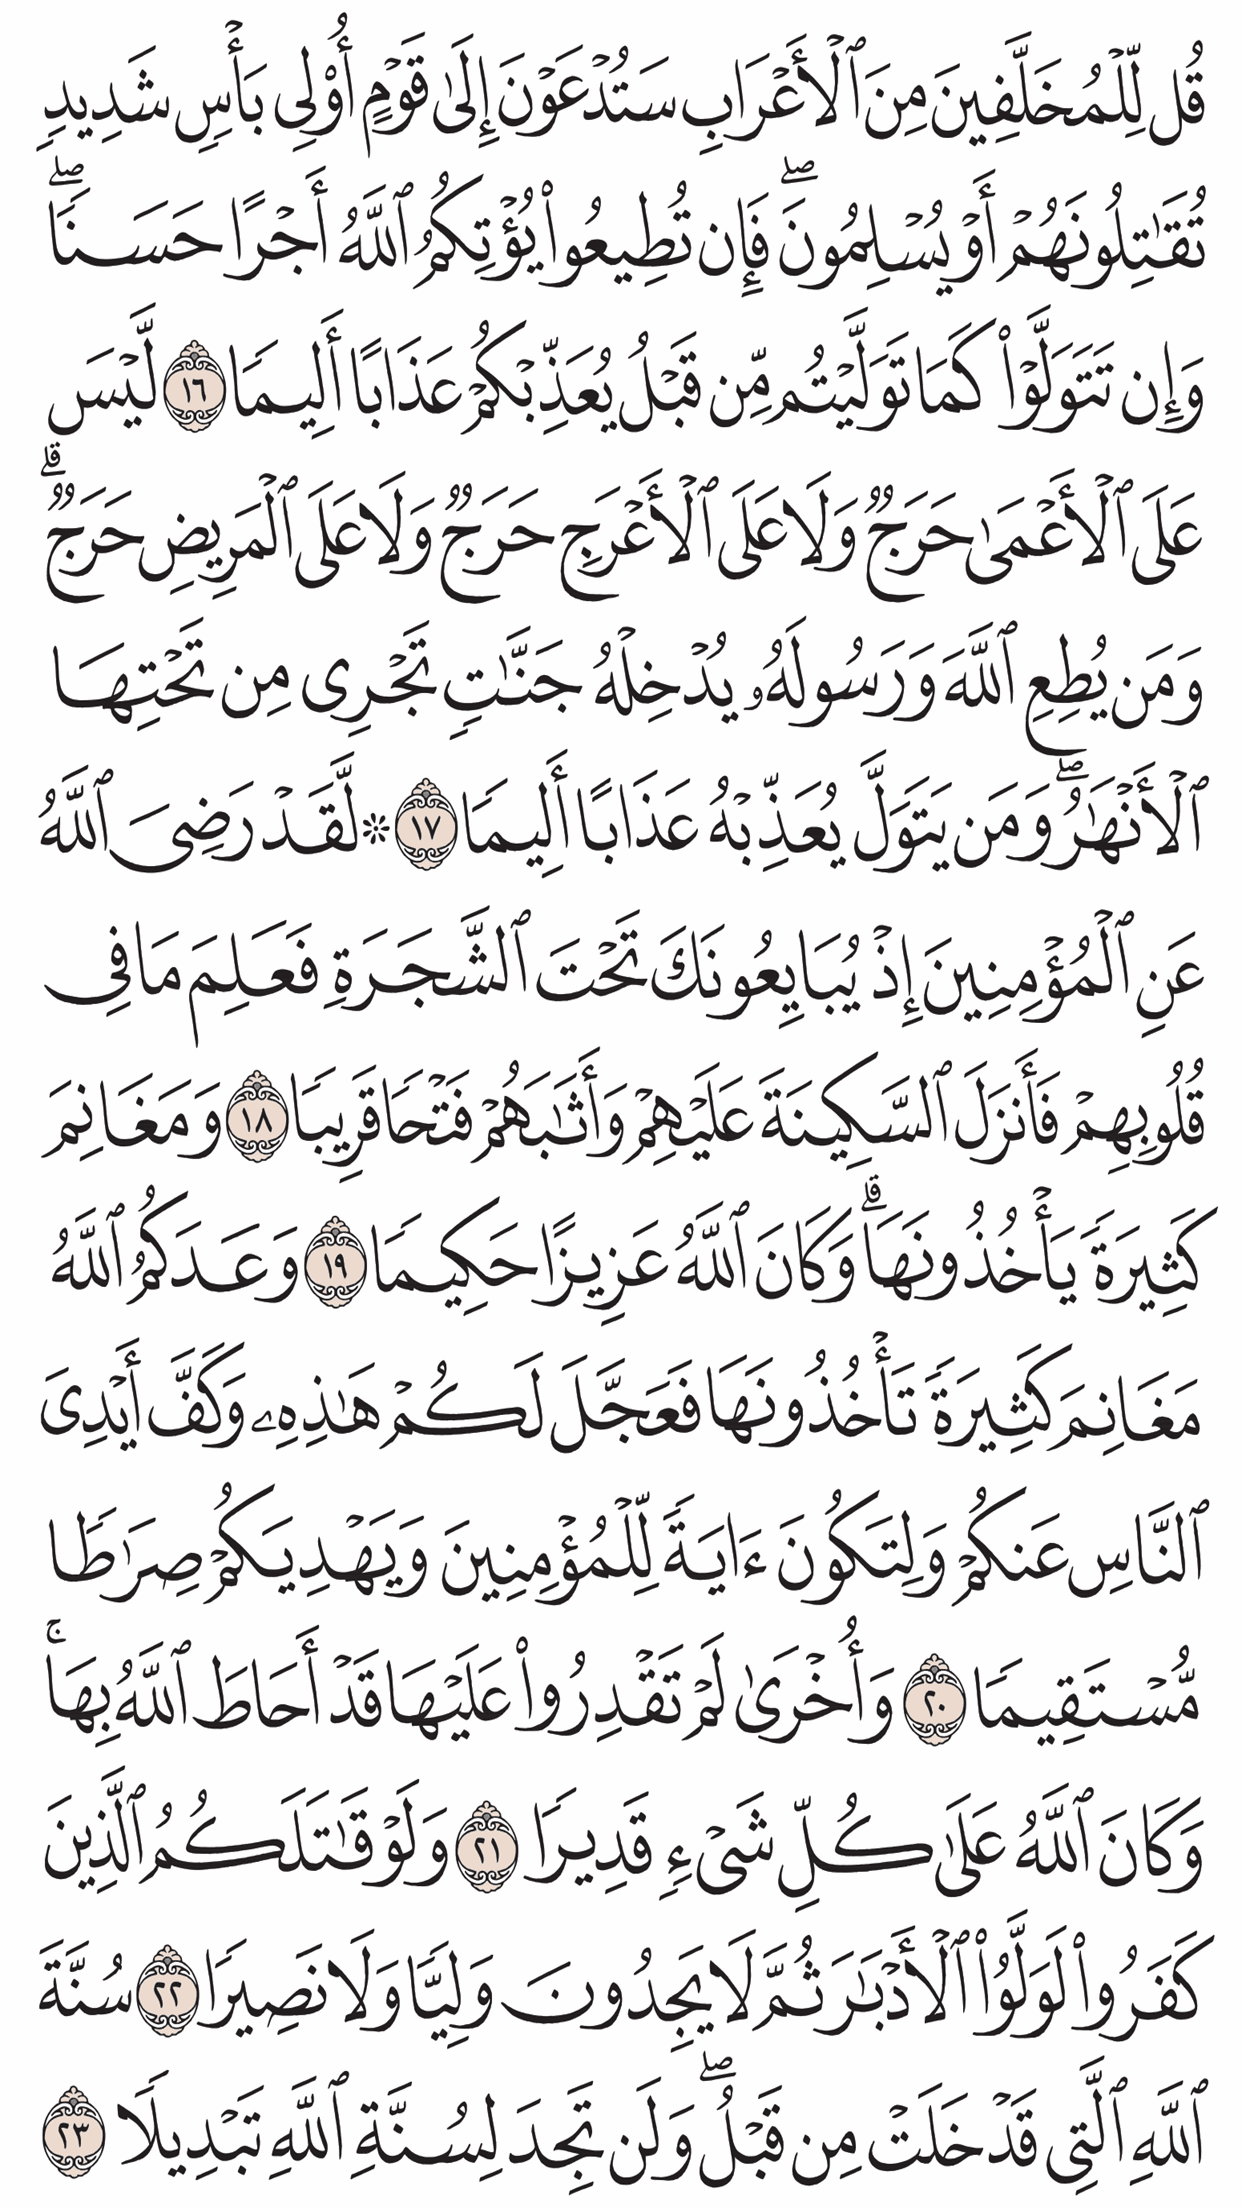 قُل لِّلْمُخَلَّفِينَ مِنَ ٱلْأَعْرَابِ سَتُدْعَوْنَ إِلَىٰ قَوْمٍ أُو۟لِى بَأْسٍ شَدِيدٍ
تُقَـٰتِلُونَهُمْ أَوْ يُسْلِمُونَ ۖ فَإِن تُطِيعُوا۟ يُؤْتِكُمُ ٱللَّهُ أَجْرًا حَسَنًا ۖ
وَإِن تَتَوَلَّوْا۟ كَمَا تَوَلَّيْتُم مِّن قَبْلُ يُعَذِّبْكُمْ عَذَابًا أَلِيمًا ١٦ لَّيْسَ
عَلَى ٱلْأَعْمَىٰ حَرَجٌ وَلَا عَلَى ٱلْأَعْرَجِ حَرَجٌ وَلَا عَلَى ٱلْمَرِيضِ حَرَجٌ ۗ
وَمَن يُطِعِ ٱللَّهَ وَرَسُولَهُۥ يُدْخِلْهُ جَنَّـٰتٍ تَجْرِى مِن تَحْتِهَا
ٱلْأَنْهَـٰرُ ۖ وَمَن يَتَوَلَّ يُعَذِّبْهُ عَذَابًا أَلِيمًا ١٧ * لَّقَدْ رَضِىَ ٱللَّهُ
عَنِ ٱلْمُؤْمِنِينَ إِذْ يُبَايِعُونَكَ تَحْتَ ٱلشَّجَرَةِ فَعَلِمَ مَا فِى
قُلُوبِهِمْ فَأَنزَلَ ٱلسَّكِينَةَ عَلَيْهِمْ وَأَثَـٰبَهُمْ فَتْحًا قَرِيبًا ١٨ وَمَغَانِمَ
كَثِيرَةً يَأْخُذُونَهَا ۗ وَكَانَ ٱللَّهُ عَزِيزًا حَكِيمًا ١٩ وَعَدَكُمُ ٱللَّهُ
مَغَانِمَ كَثِيرَةً تَأْخُذُونَهَا فَعَجَّلَ لَكُمْ هَـٰذِهِۦ وَكَفَّ أَيْدِىَ
ٱلنَّاسِ عَنكُمْ وَلِتَكُونَ ءَايَةً لِّلْمُؤْمِنِينَ وَيَهْدِيَكُمْ صِرَٰطًا
مُّسْتَقِيمًا ٢٠ وَأُخْرَىٰ لَمْ تَقْدِرُوا۟ عَلَيْهَا قَدْ أَحَاطَ ٱللَّهُ بِهَا ۚ
وَكَانَ ٱللَّهُ عَلَىٰ كُلِّ شَىْءٍ قَدِيرًا ٢١ وَلَوْ قَـٰتَلَكُمُ ٱلَّذِينَ
كَفَرُوا۟ لَوَلَّوُا۟ ٱلْأَدْبَـٰرَ ثُمَّ لَا يَجِدُونَ وَلِيًّا وَلَا نَصِيرًا ٢٢ سُنَّةَ
ٱللَّهِ ٱلَّتِى قَدْ خَلَتْ مِن قَبْلُ ۖ وَلَن تَجِدَ لِسُنَّةِ ٱللَّهِ تَبْدِيلًا ٢٣